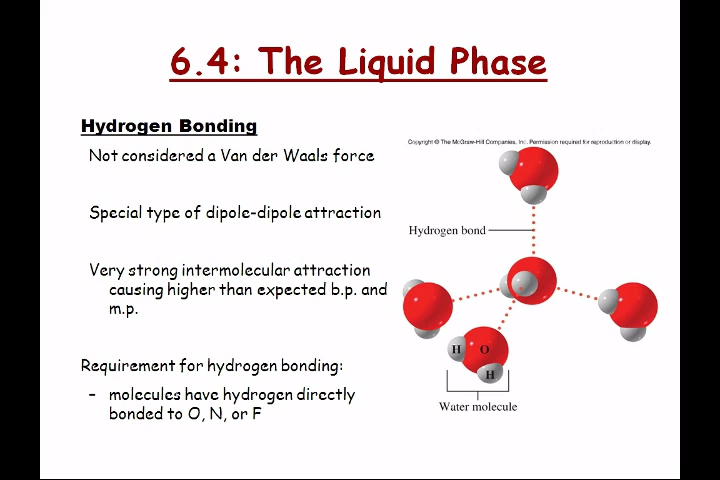 6.4: The Liquid Phase
Hydrogen Bonding
Not considered a Van der Waals force
Special type of dipole-dipole attraction
Very strong intermolecular attraction
causing higher than expected b.p. and
m.p.
Requirement for hydrogen bonding:
– molecules have hydrogen directly
bonded to O, N, or F
Copyright © The McGraw-Hill Companies, Inc. Permission required for reproduction or display.
Hydrogen bond
H
O
H
Water molecule